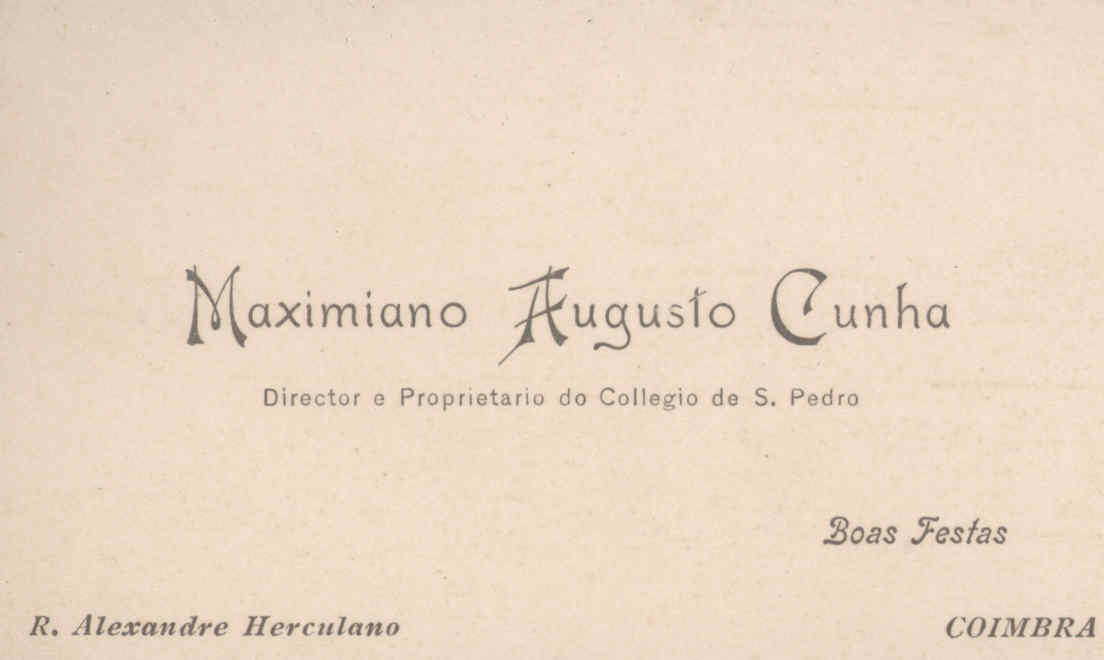 Maximiano Augusto Cunha
Director e Proprietario do Collegio de S. Pedro
Boas Festas
R. Alexandre Herculano
COIMBRA